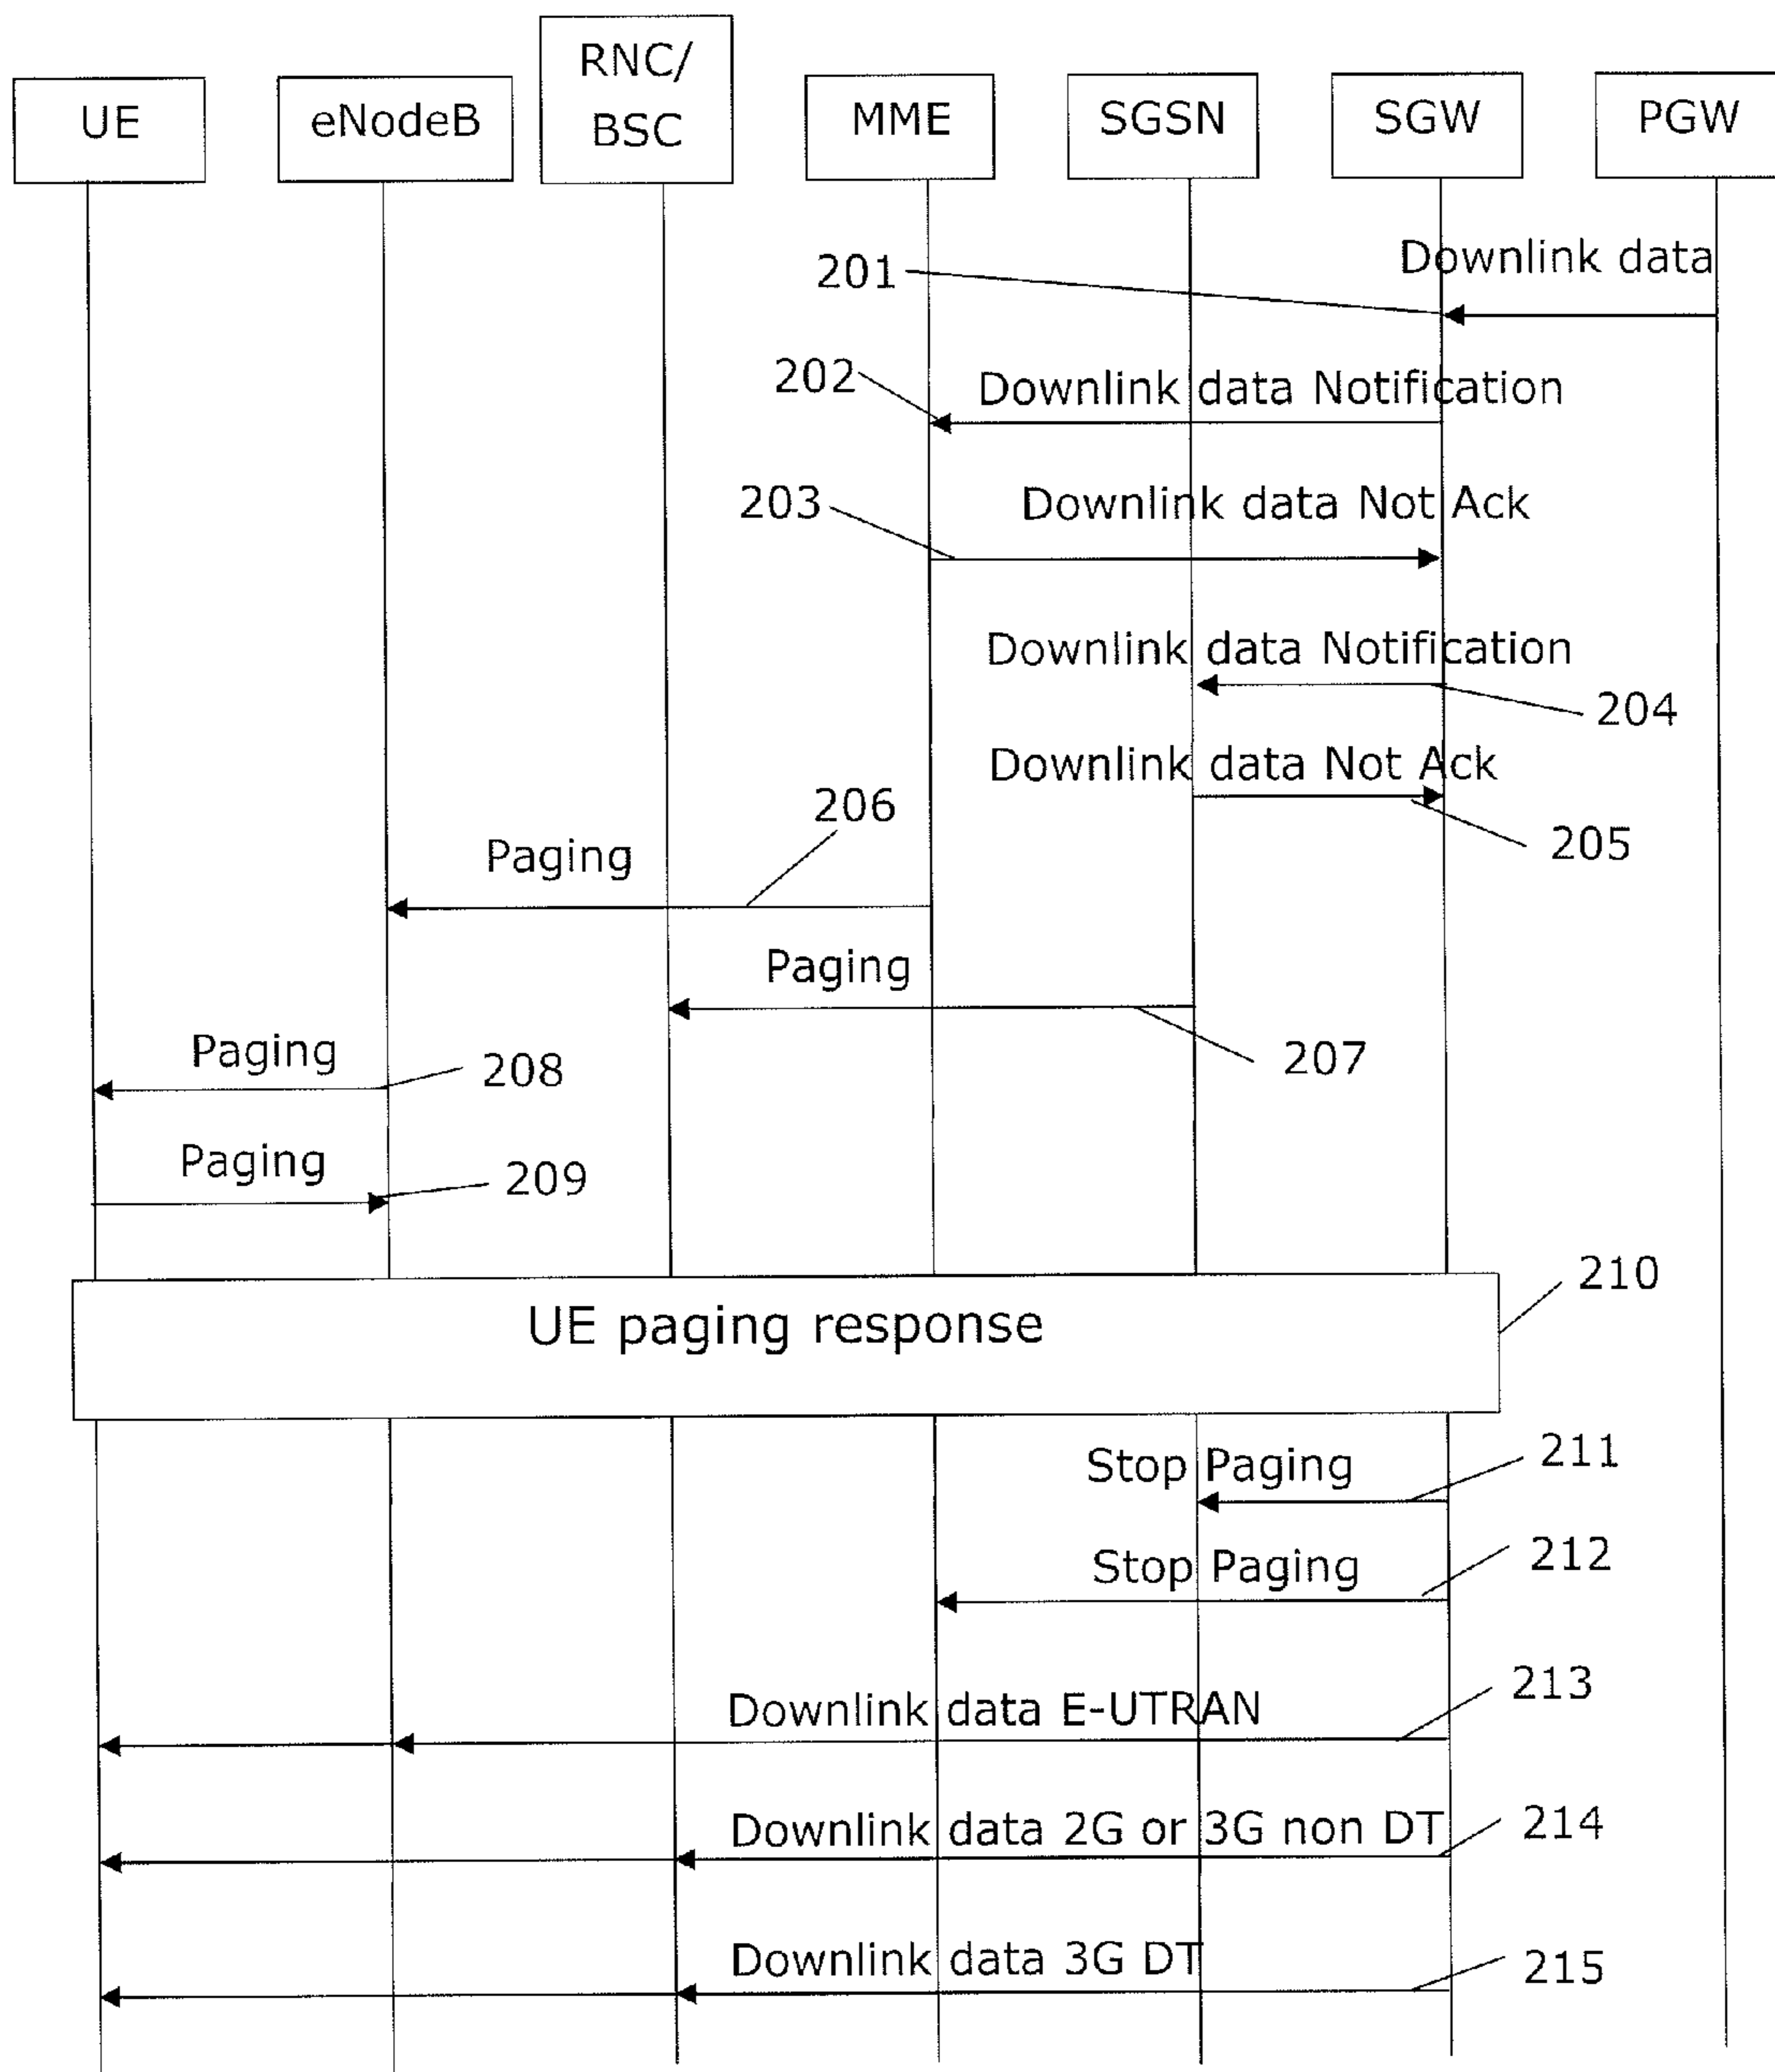 UE
eNodeB
RNC/
BSC
MME
SGSN
SGW
PGW
Downlink data
201
202
Downlink data Notification
203
Downlink data Not Ack
Downlink data Notification
204
Downlink data Not Ack
205
206
Paging
Paging
207
Paging
208
Paging
209
210
UE paging response
Stop Paging
211
Stop Paging
212
213
Downlink data E-UTRAN
Downlink data 2G or 3G non DT
214
Downlink data 3G DT
215